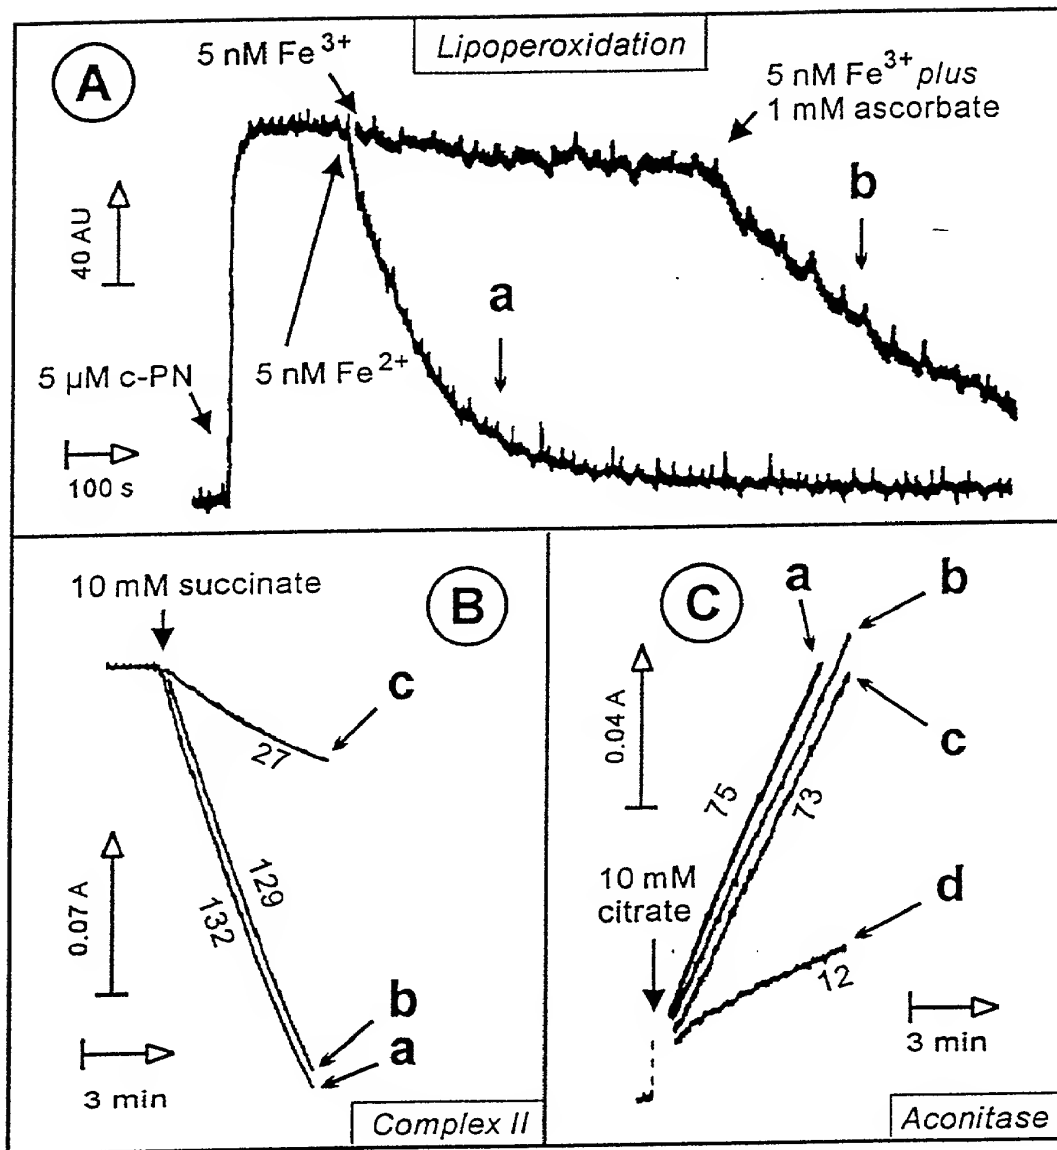 Lipoperoxidation
A
5 nM Fe3+
5 nM Fe3+ plus
1 mM ascorbate
40 AU
a
b
5 nM Fe2+
5 µM c-PN
100 s
10 mM succinate
B
c
27
0.07 A
129
132
b
a
3 min
Complex II
C
a
b
0.04 A
c
75
73
10 mM
citrate
d
12
3 min
Aconitase